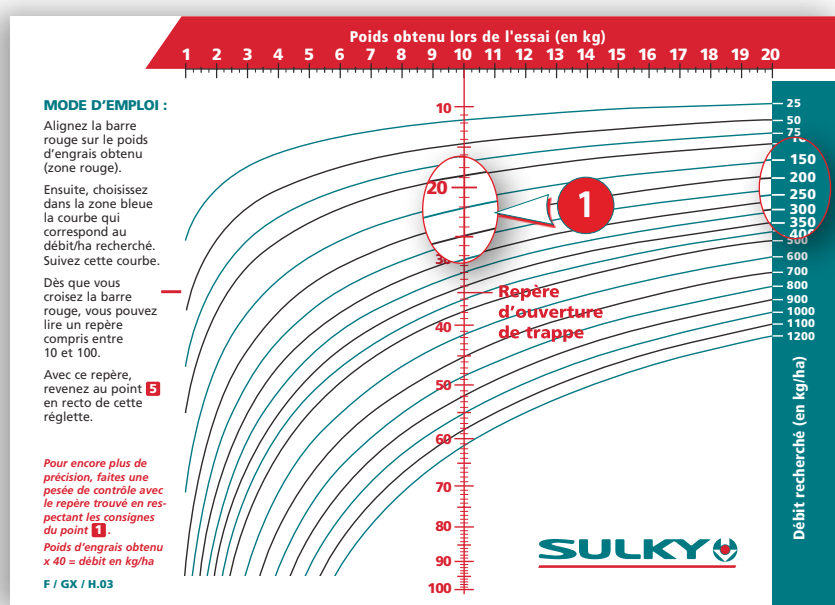 Poids obtenu lors de l'essai (en kg)
1 2 3 4 5 6 7 8 9 10 11 12 13 14 15 16 17 18 19 20
MODE D'EMPLOI :
Alignez la barre
rouge sur le poids
d'engrais obtenu
(zone rouge).
Ensuite, choisissez
dans la zone bleue
la courbe qui
correspond au
débit/ha recherché.
Suivez cette courbe.
Dès que vous
croisez la barre
rouge, vous pouvez
lire un repère
compris entre
10 et 100.
Avec ce repère,
revenez au point 5
en recto de cette
réglette.
Pour encore plus de
précision, faites une
pesée de contrôle avec
le repère trouvé en res-
pectant les consignes
du point 1.
Poids d'engrais obtenu
x 40 = débit en kg/ha
F / GX / H.03
10
20
30
40
50
60
70
80
90
100
1
Repère
d'ouverture
de trappe
25
50
75
150
200
250
300
350
400
500
600
700
800
900
1000
1100
1200
Débit recherché (en kg/ha)
SULKY